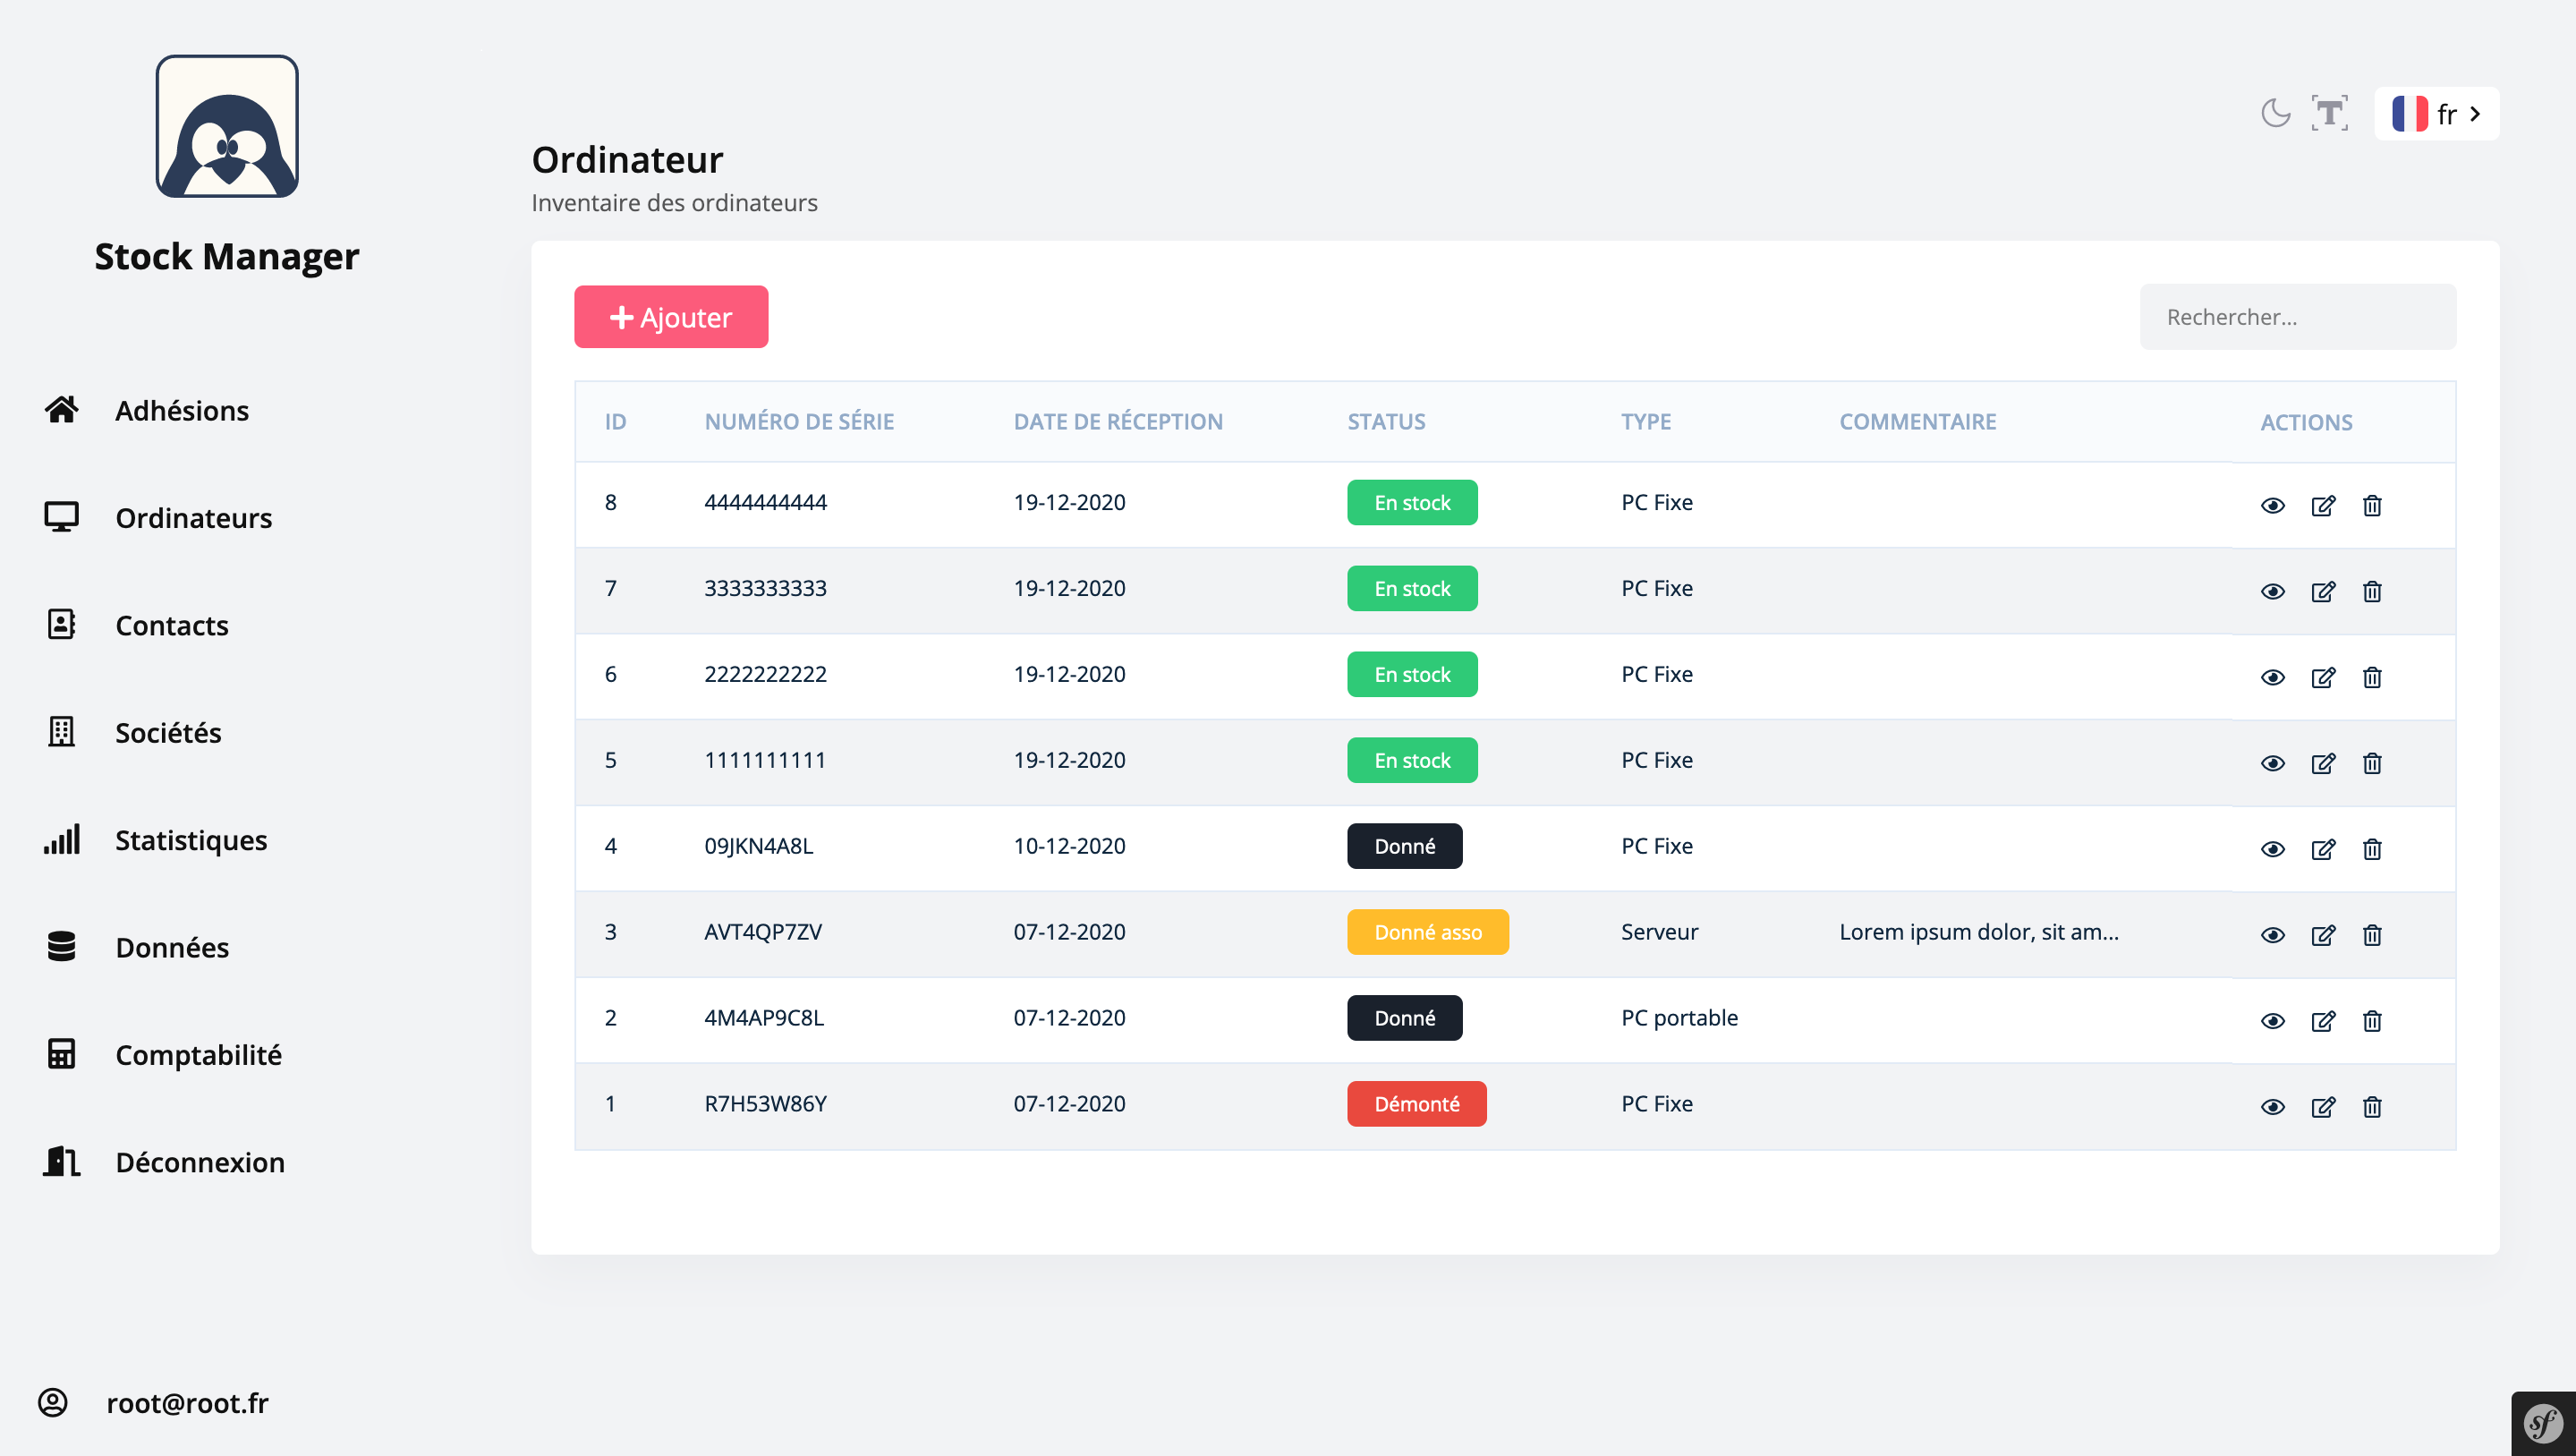 Stock Manager
Adhésions
Ordinateurs
Contacts
Sociétés
Statistiques
Données
Comptabilité
Déconnexion
root@root.fr
T fr
Ordinateur
Inventaire des ordinateurs
Ajouter Rechercher...
ID NUMÉRO DE SÉRIE DATE DE RÉCEPTION STATUS TYPE COMMENTAIRE ACTIONS
8 4444444444 19-12-2020 En stock PC Fixe
7 3333333333 19-12-2020 En stock PC Fixe
6 2222222222 19-12-2020 En stock PC Fixe
5 1111111111 19-12-2020 En stock PC Fixe
4 09JKN4A8L 10-12-2020 Donné PC Fixe
3 AVT4QP7ZV 07-12-2020 Donné asso Serveur Lorem ipsum dolor, sit am...
2 4M4AP9C8L 07-12-2020 Donné PC portable
1 R7H53W86Y 07-12-2020 Démonté PC Fixe
sf